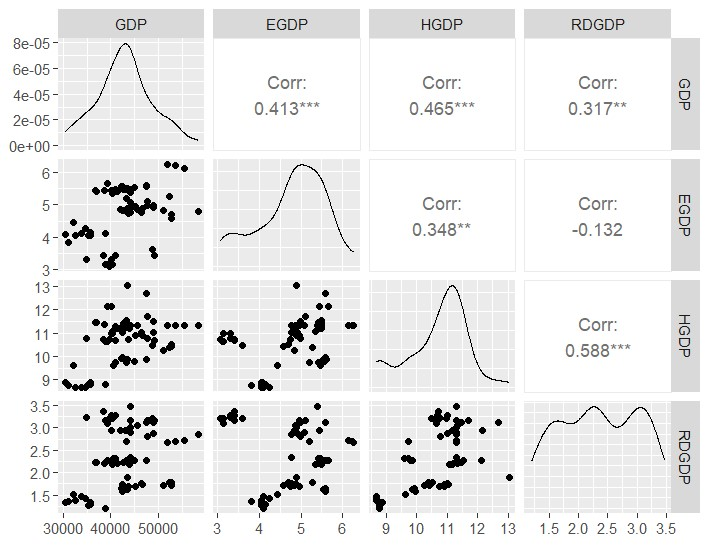 GDP EGDP HGDP RDGDP
8e-05
6e-05
4e-05
2e-05
0e+00
Corr:
0.413***
Corr:
0.465***
Corr:
0.317**
GDP
6
5
4
3
Corr:
0.348**
Corr:
-0.132
EGDP
13
12
11
10
9
Corr:
0.588***
HGDP
3.5
3.0
2.5
2.0
1.5
RDGDP
30000 40000 50000
3 4 5 6
9 10 11 12 13
1.5 2.0 2.5 3.0 3.5